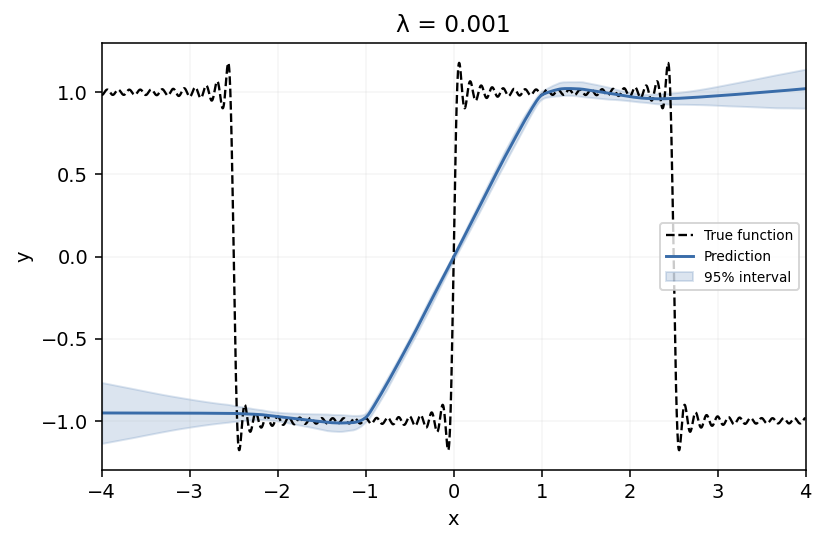 λ = 0.001
1.0
0.5
0.0
−0.5
−1.0
y
−4 −3 −2 −1 0 1 2 3 4
x
True function
Prediction
95% interval